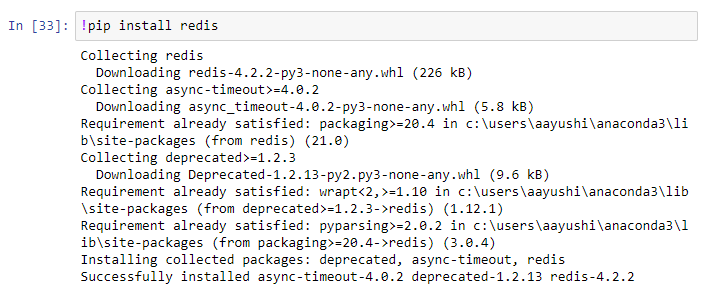 In [33]: !pip install redis
Collecting redis
  Downloading redis-4.2.2-py3-none-any.whl (226 kB)
Collecting async-timeout>=4.0.2
  Downloading async_timeout-4.0.2-py3-none-any.whl (5.8 kB)
Requirement already satisfied: packaging>=20.4 in c:\users\aayushi\anaconda3\li
b\site-packages (from redis) (21.0)
Collecting deprecated>=1.2.3
  Downloading Deprecated-1.2.13-py2.py3-none-any.whl (9.6 kB)
Requirement already satisfied: wrapt<2,>=1.10 in c:\users\aayushi\anaconda3\lib
\site-packages (from deprecated>=1.2.3->redis) (1.12.1)
Requirement already satisfied: pyparsing>=2.0.2 in c:\users\aayushi\anaconda3\l
ib\site-packages (from packaging>=20.4->redis) (3.0.4)
Installing collected packages: deprecated, async-timeout, redis
Successfully installed async-timeout-4.0.2 deprecated-1.2.13 redis-4.2.2